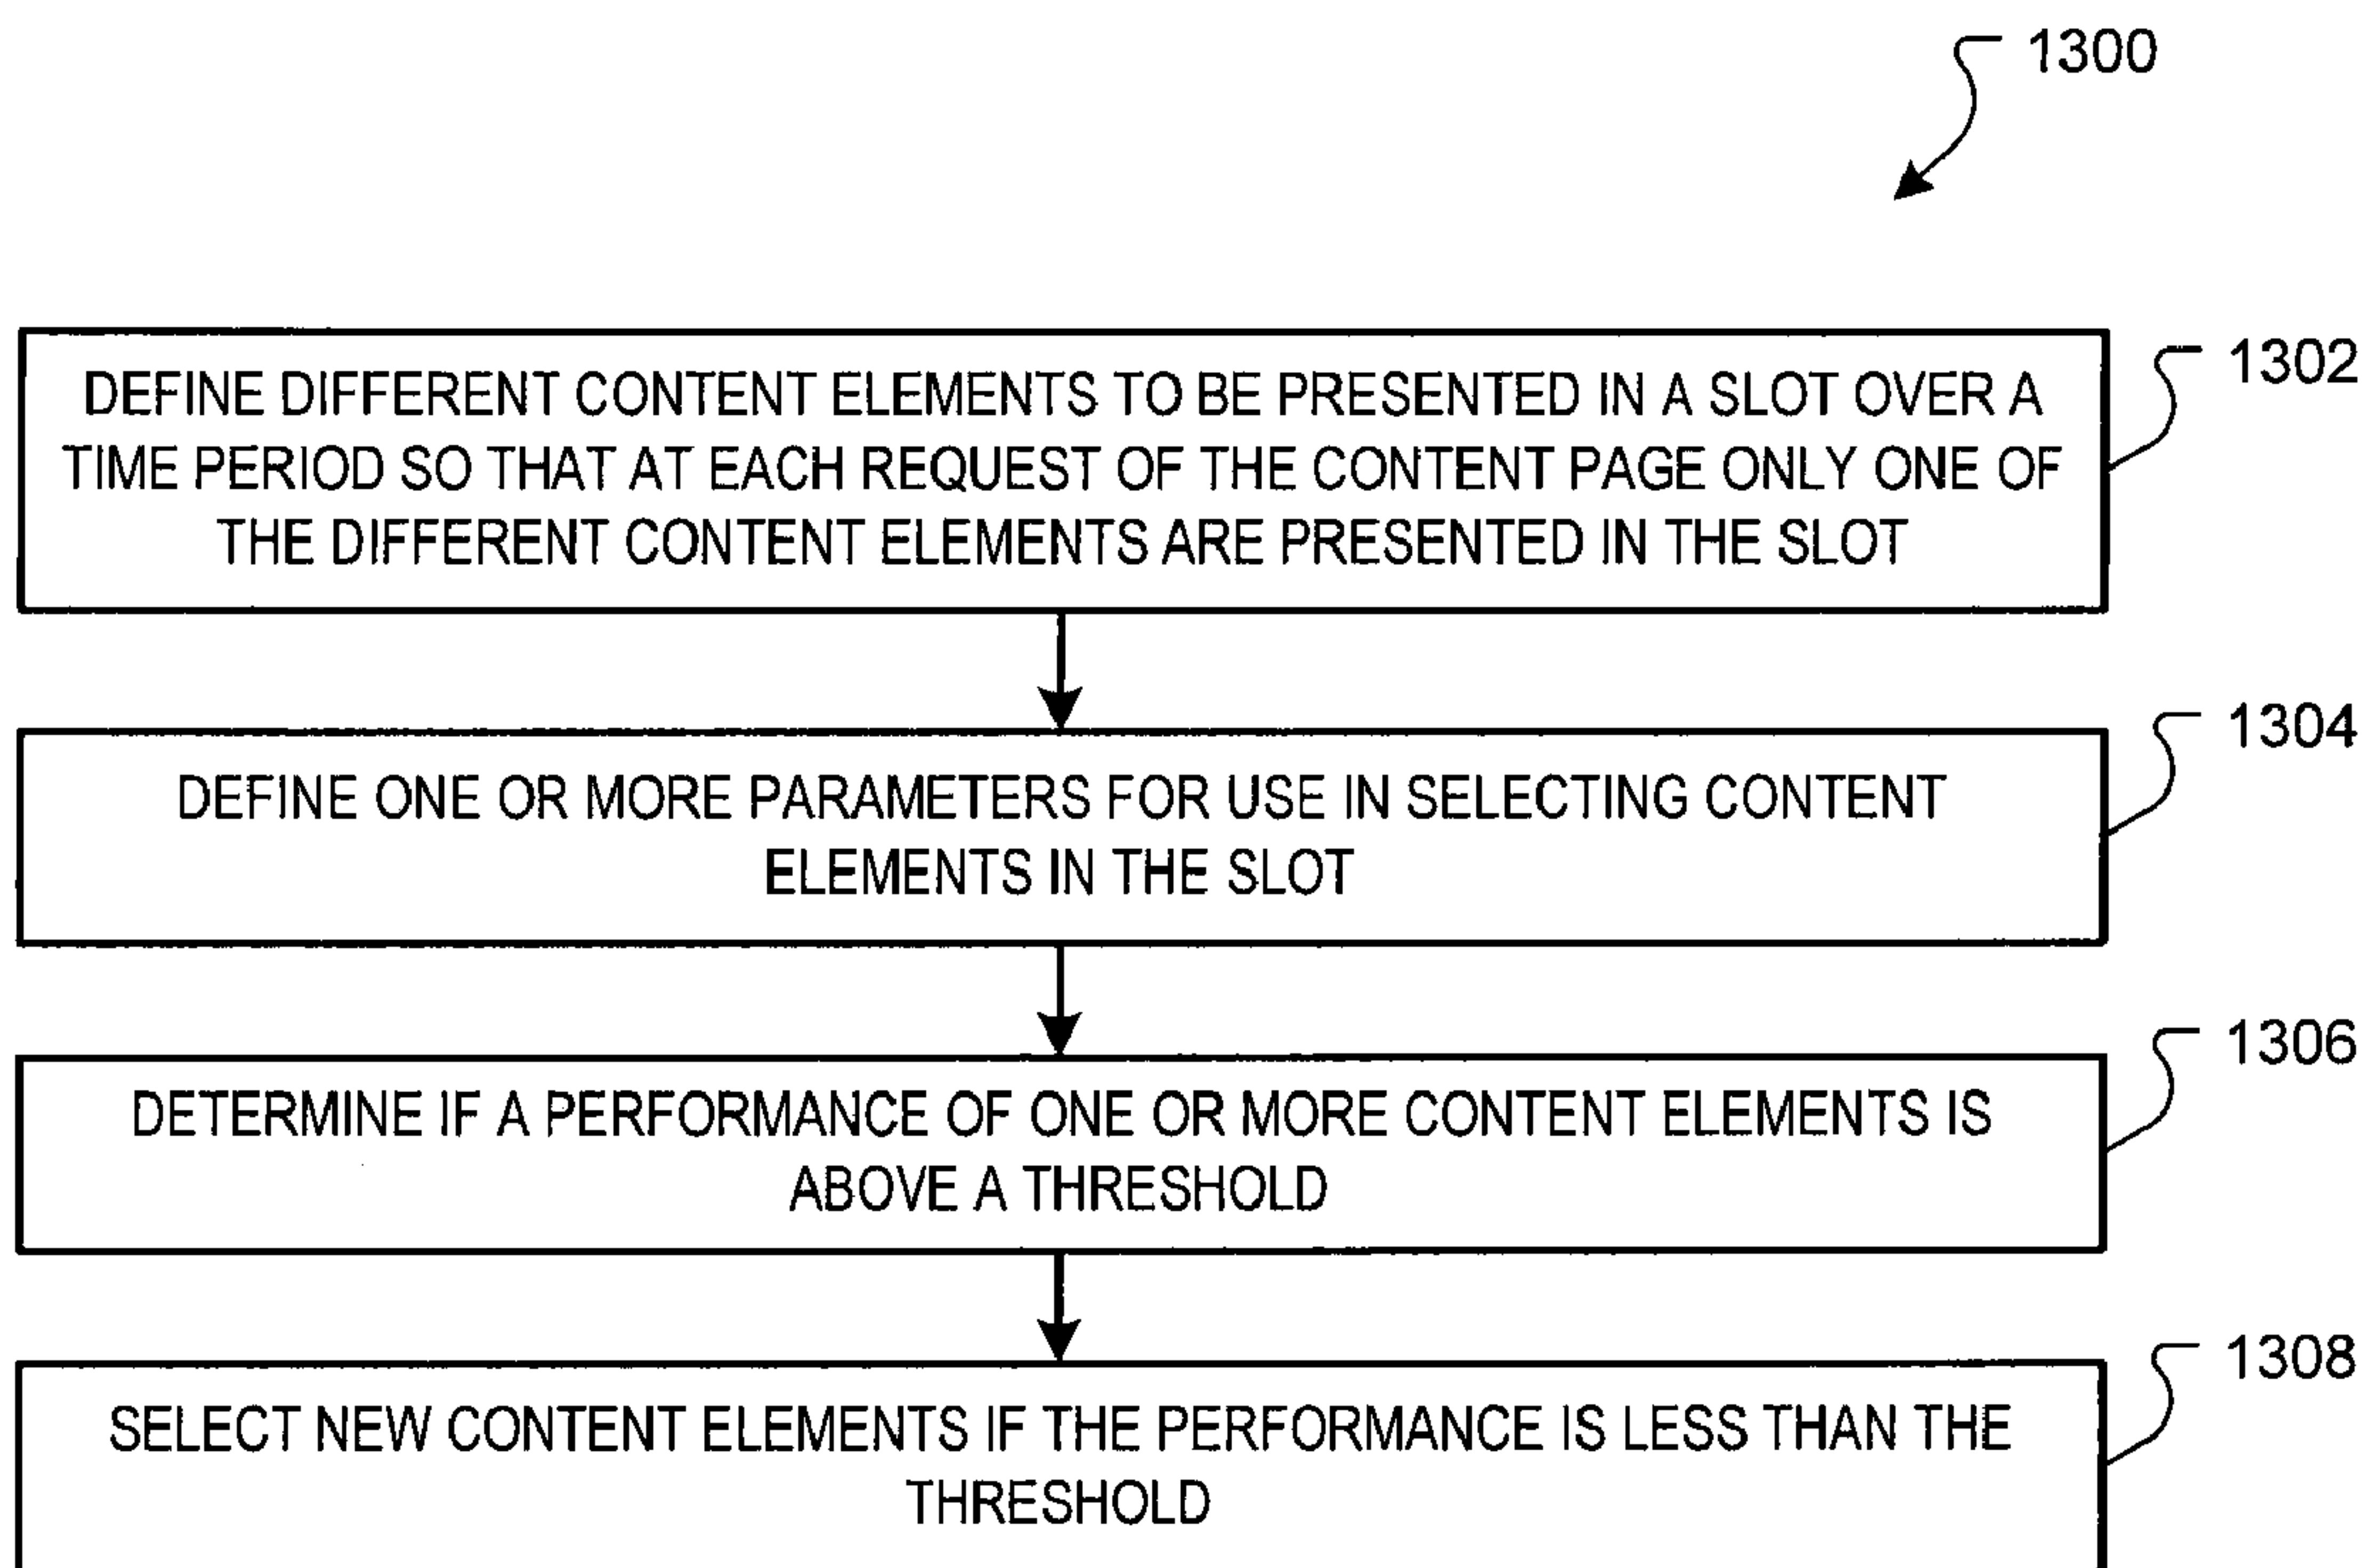 1300
DEFINE DIFFERENT CONTENT ELEMENTS TO BE PRESENTED IN A SLOT OVER A
TIME PERIOD SO THAT AT EACH REQUEST OF THE CONTENT PAGE ONLY ONE OF
THE DIFFERENT CONTENT ELEMENTS ARE PRESENTED IN THE SLOT
1302
DEFINE ONE OR MORE PARAMETERS FOR USE IN SELECTING CONTENT
ELEMENTS IN THE SLOT
1304
DETERMINE IF A PERFORMANCE OF ONE OR MORE CONTENT ELEMENTS IS
ABOVE A THRESHOLD
1306
SELECT NEW CONTENT ELEMENTS IF THE PERFORMANCE IS LESS THAN THE
THRESHOLD
1308